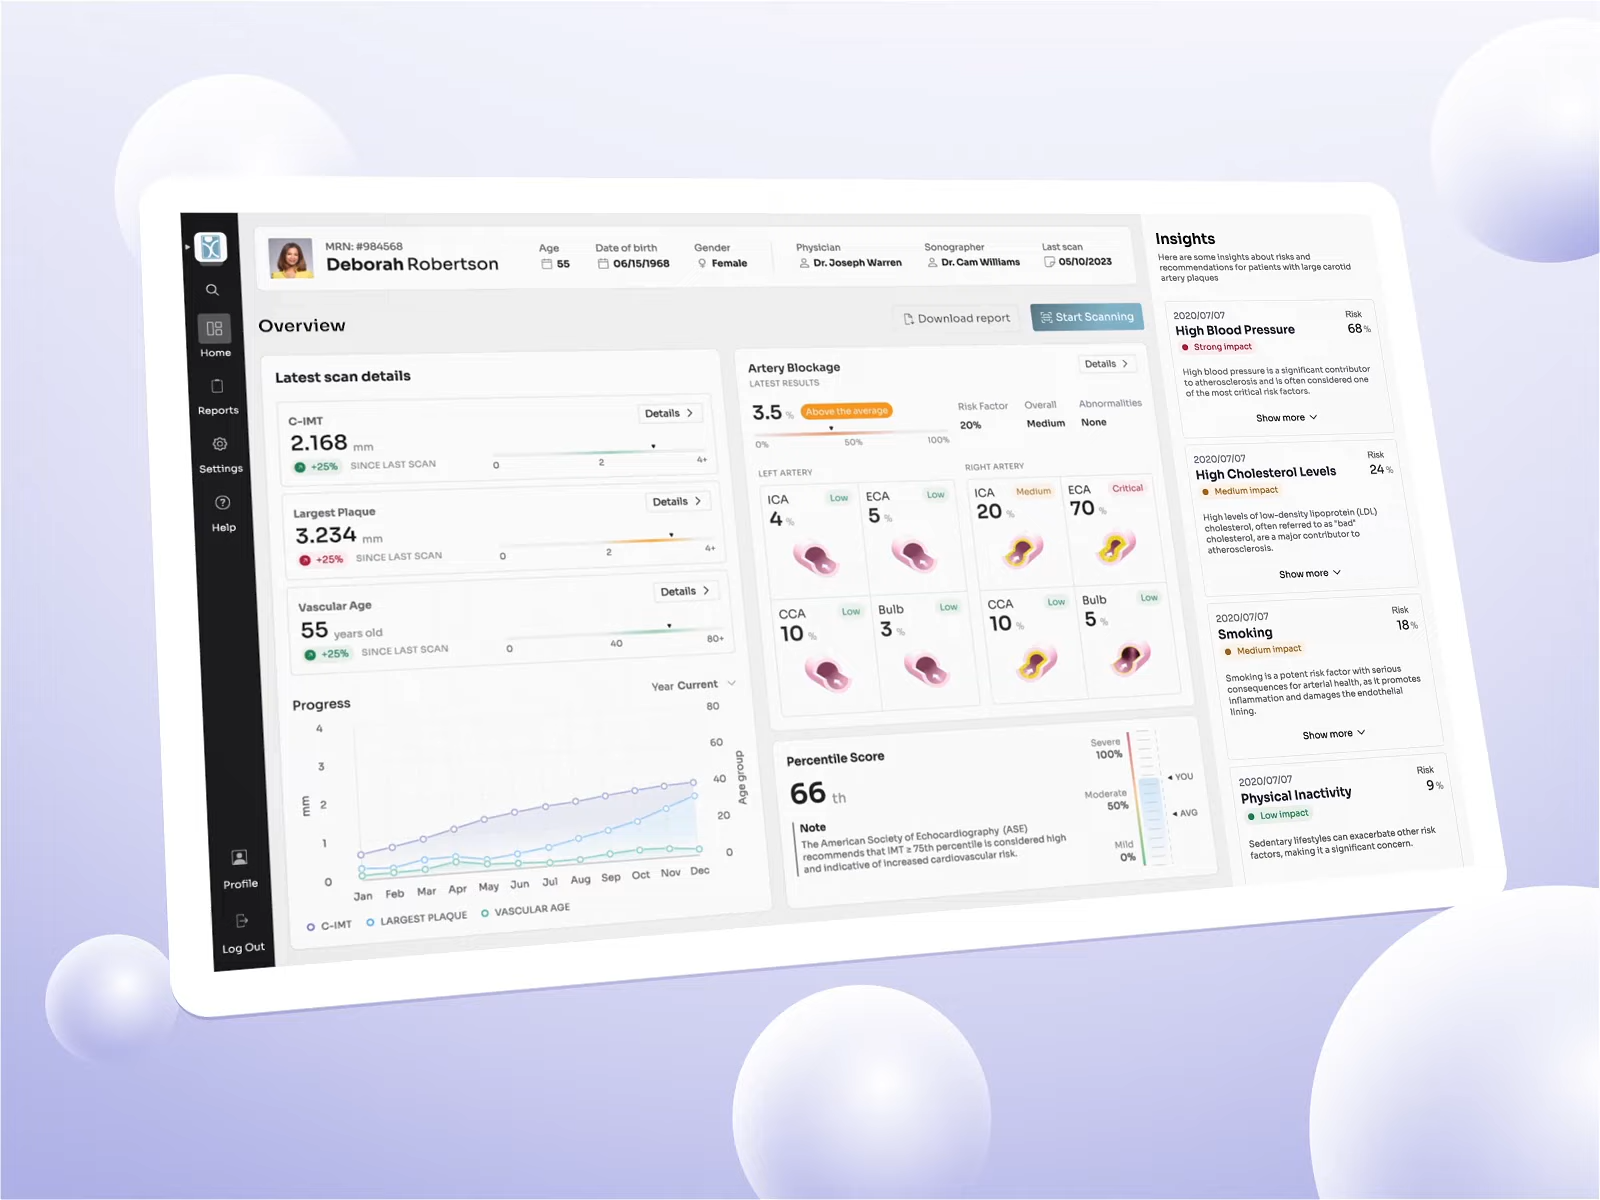 Home
Reports
Settings
Help
Profile
Log Out
MRN: #984568
Deborah Robertson
Age
55
Date of birth
06/15/1968
Gender
Female
Physician
Dr. Joseph Warren
Sonographer
Dr. Cam Williams
Last scan
05/10/2023
Overview
Download report
Start Scanning
Latest scan details
C-IMT
Details
2.168 mm
+25% SINCE LAST SCAN
0 2 4+
Largest Plaque
Details
3.234 mm
+25% SINCE LAST SCAN
0 2 4+
Vascular Age
Details
55 years old
+25% SINCE LAST SCAN
0 40 80+
Progress
Year Current
4
3
2
1
0
mm
80
60
40
20
0
Age group
Jan Feb Mar Apr May Jun Jul Aug Sep Oct Nov Dec
C-IMT LARGEST PLAQUE VASCULAR AGE
Artery Blockage
LATEST RESULTS
Details
3.5 % Above the average
0% 50% 100%
Risk Factor
20%
Overall
Medium
Abnormalities
None
LEFT ARTERY
ICA Low
4 %
ECA Low
5 %
CCA Low
10 %
Bulb Low
3 %
RIGHT ARTERY
ICA Medium
20 %
ECA Critical
70 %
CCA Low
10 %
Bulb Low
5 %
Percentile Score
66 th
Note
The American Society of Echocardiography (ASE)
recommends that IMT ≥ 75th percentile is considered high
and indicative of increased cardiovascular risk.
Severe
100%
Moderate
50%
Mild
0%
YOU
AVG
Insights
Here are some insights about risks and
recommendations for patients with large carotid
artery plaques
2020/07/07
High Blood Pressure
Strong impact
Risk
68 %
High blood pressure is a significant contributor
to atherosclerosis and is often considered one
of the most critical risk factors.
Show more
2020/07/07
High Cholesterol Levels
Medium impact
Risk
24 %
High levels of low-density lipoprotein (LDL)
cholesterol, often referred to as "bad"
cholesterol, are a major contributor to
atherosclerosis.
Show more
2020/07/07
Smoking
Medium impact
Risk
18 %
Smoking is a potent risk factor with serious
consequences for arterial health, as it promotes
inflammation and damages the endothelial
lining.
Show more
2020/07/07
Physical Inactivity
Low impact
Risk
9 %
Sedentary lifestyles can exacerbate other risk
factors, making it a significant concern.